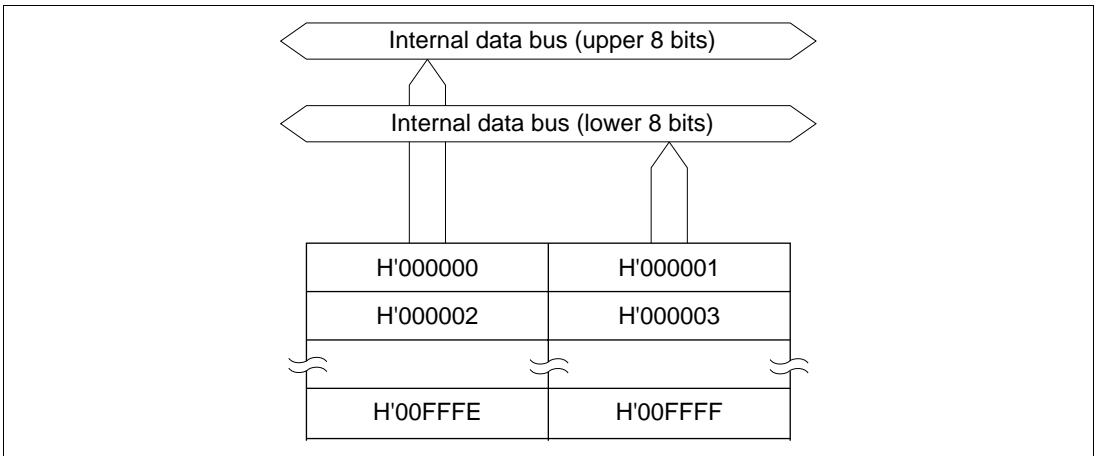 Internal data bus (upper 8 bits)
Internal data bus (lower 8 bits)
H'000000 H'000001
H'000002 H'000003
H'00FFFE H'00FFFF